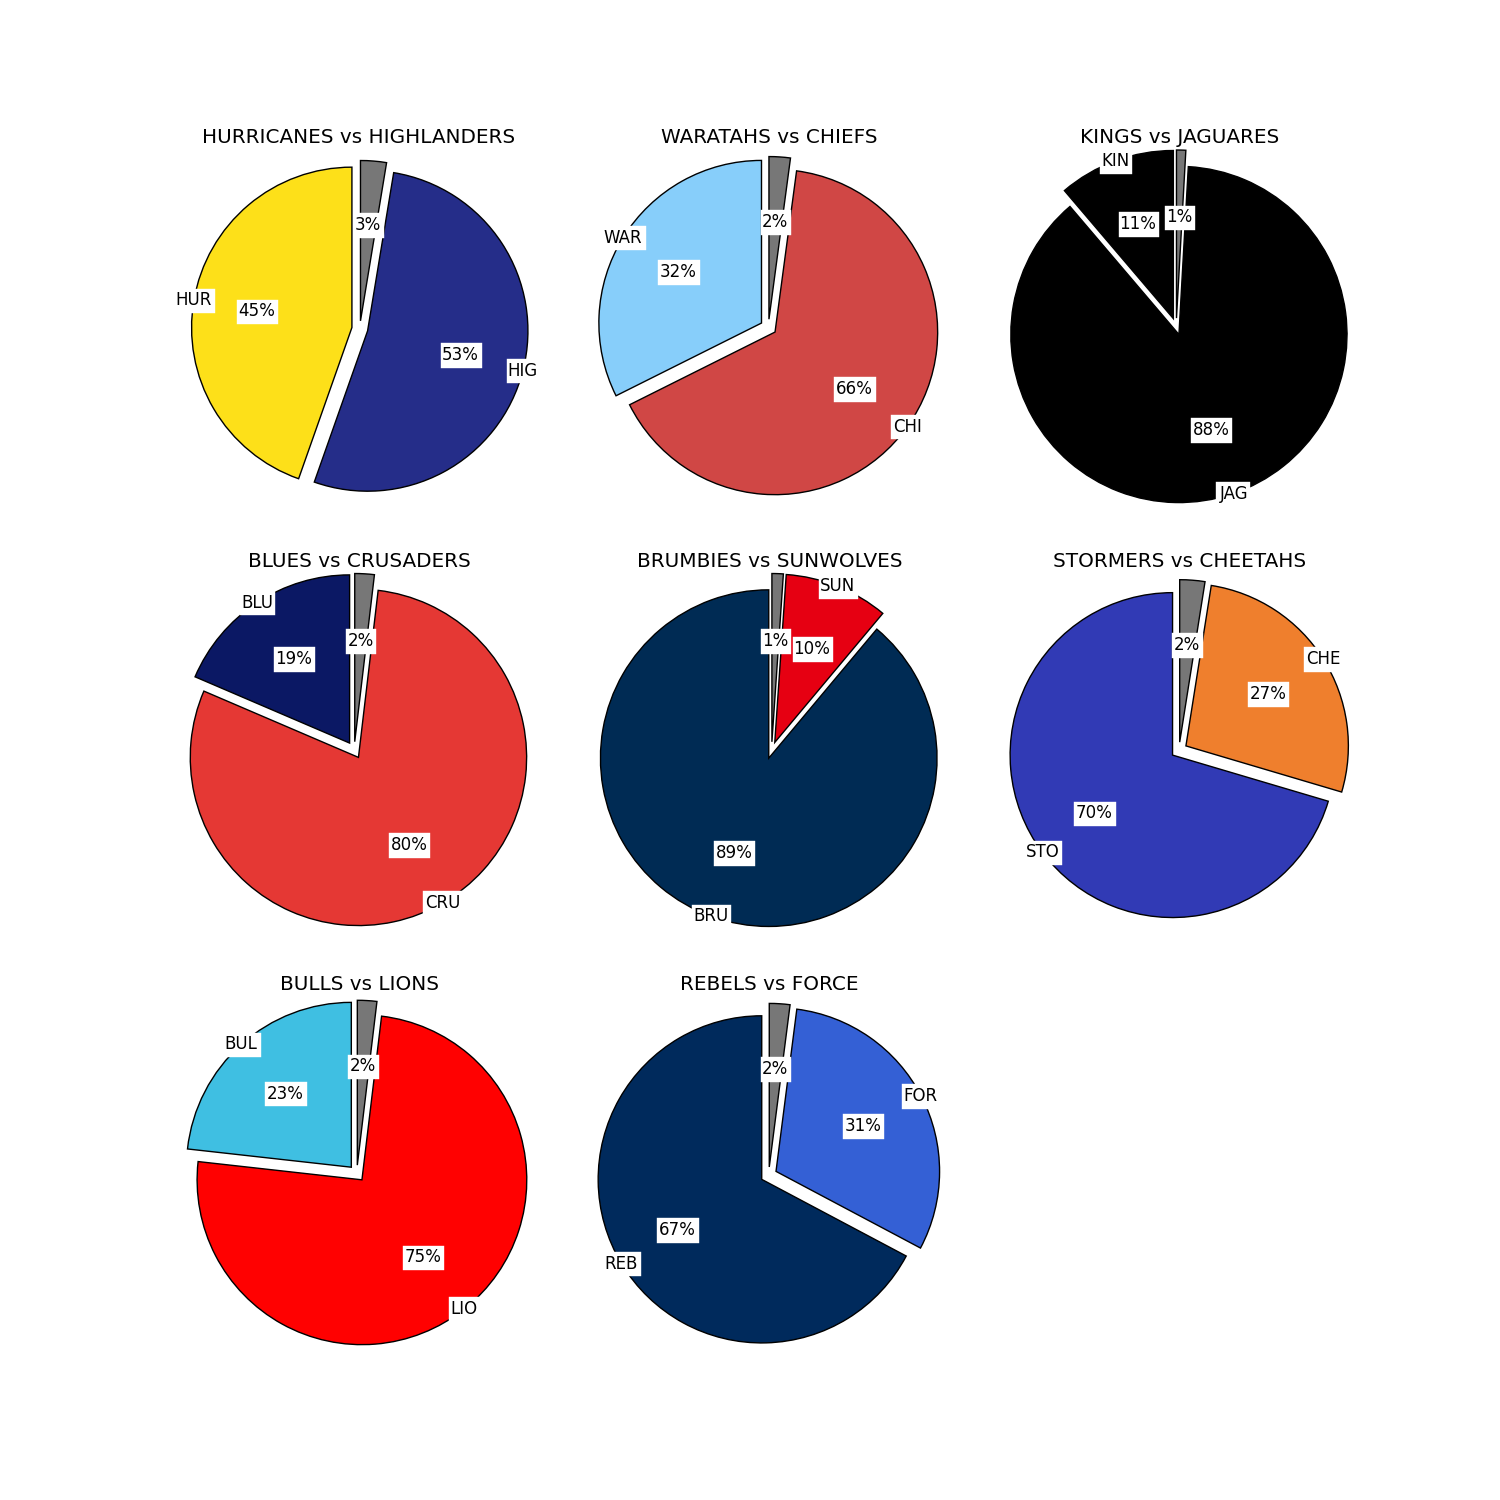 HURRICANES vs HIGHLANDERS
3%
HUR
45%
53%
HIG
WARATAHS vs CHIEFS
2%
WAR
32%
66%
CHI
KINGS vs JAGUARES
KIN
11%
1%
88%
JAG
BLUES vs CRUSADERS
BLU
2%
19%
80%
CRU
BRUMBIES vs SUNWOLVES
SUN
1%
10%
89%
BRU
STORMERS vs CHEETAHS
2%
CHE
27%
70%
STO
BULLS vs LIONS
BUL
2%
23%
75%
LIO
REBELS vs FORCE
2%
FOR
31%
67%
REB